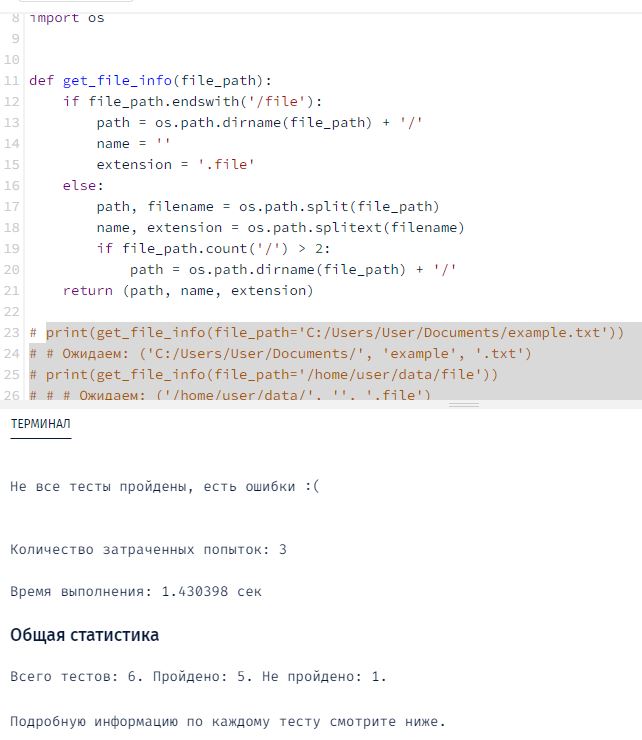 8 import os
9
10
11 def get_file_info(file_path):
12     if file_path.endswith('/file'):
13         path = os.path.dirname(file_path) + '/'
14         name = ''
15         extension = '.file'
16     else:
17         path, filename = os.path.split(file_path)
18         name, extension = os.path.splitext(filename)
19         if file_path.count('/') > 2:
20             path = os.path.dirname(file_path) + '/'
21     return (path, name, extension)
22
23 # print(get_file_info(file_path='C:/Users/User/Documents/example.txt'))
24 # # Ожидаем: ('C:/Users/User/Documents/', 'example', '.txt')
25 # print(get_file_info(file_path='/home/user/data/file'))
26 # # # Ожидаем: ('/home/user/data/', '', '.file')
ТЕРМИНАЛ
Не все тесты пройдены, есть ошибки :(
Количество затраченных попыток: 3
Время выполнения: 1.430398 сек
Общая статистика
Всего тестов: 6. Пройдено: 5. Не пройдено: 1.
Подробную информацию по каждому тесту смотрите ниже.